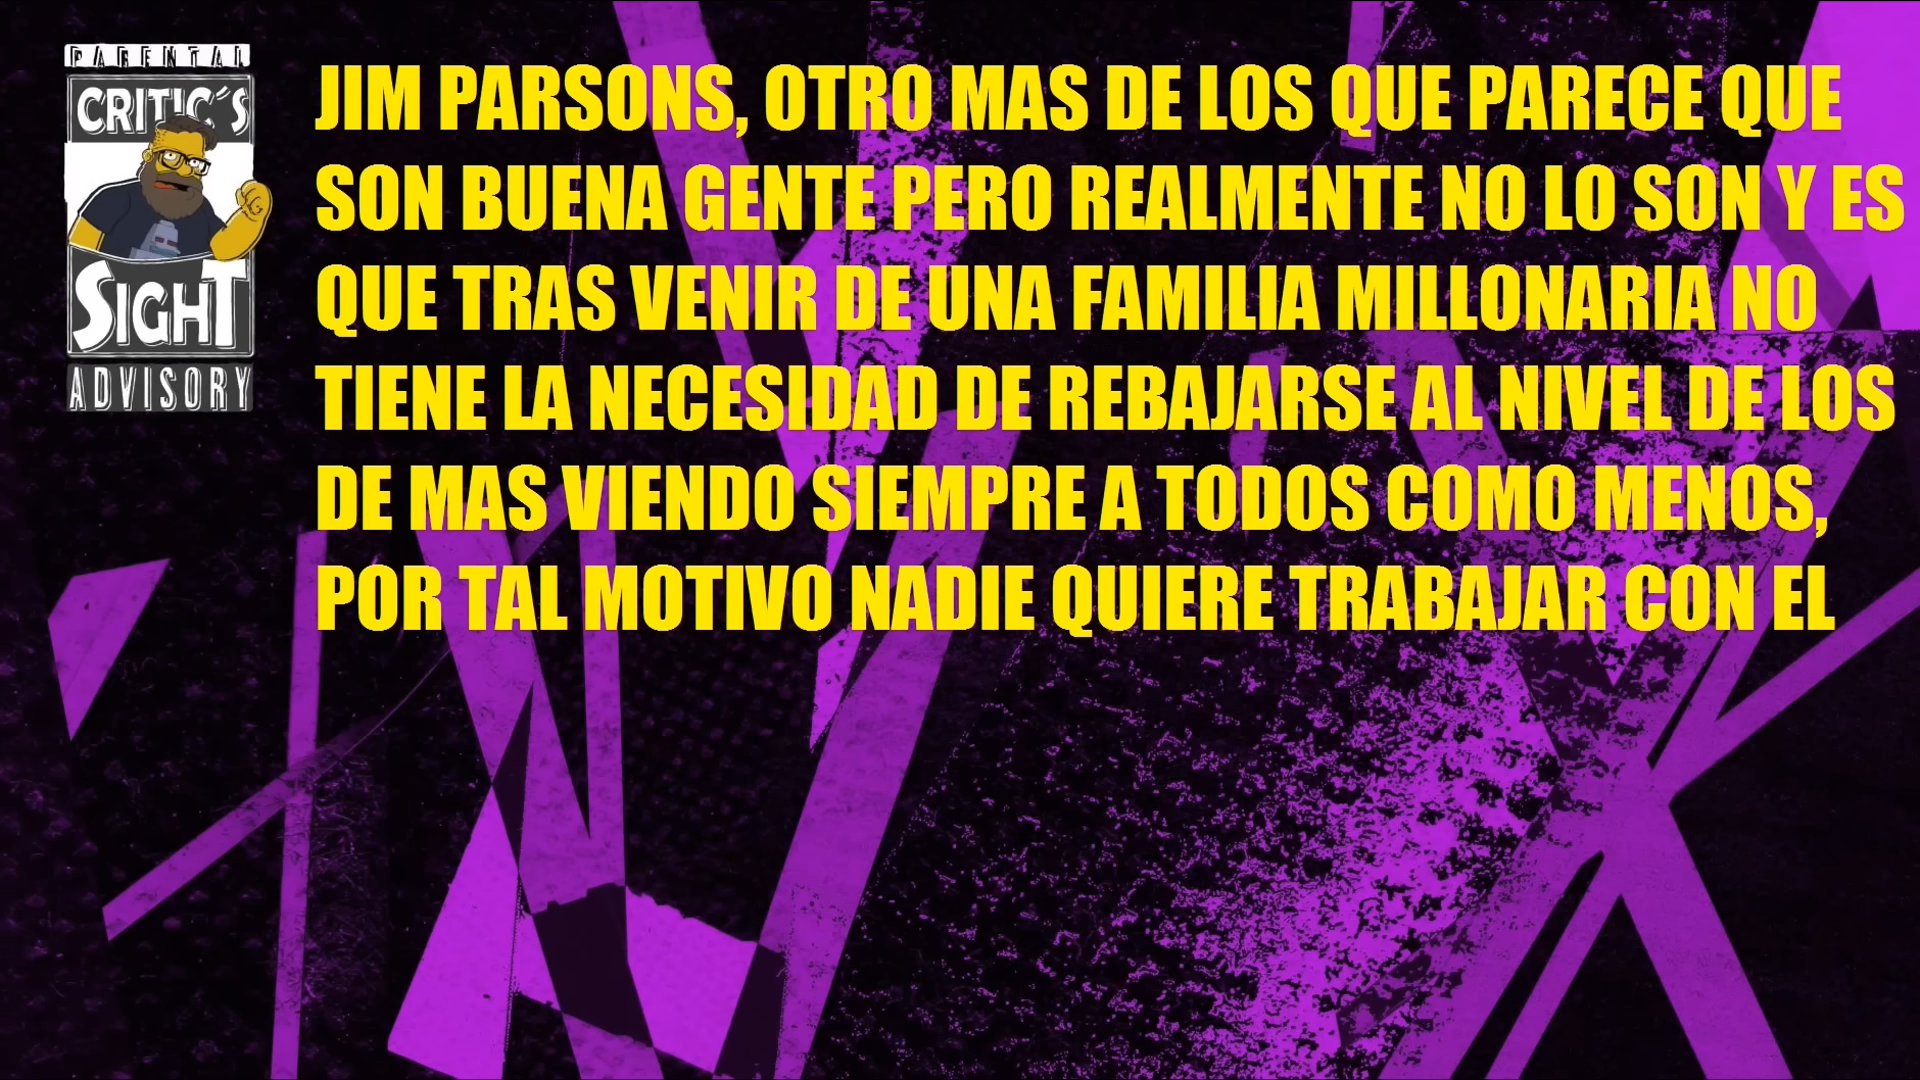 PARENTAL
CRITIC´S
SIGHT
ADVISORY
JIM PARSONS, OTRO MAS DE LOS QUE PARECE QUE
SON BUENA GENTE PERO REALMENTE NO LO SON Y ES
QUE TRAS VENIR DE UNA FAMILIA MILLONARIA NO
TIENE LA NECESIDAD DE REBAJARSE AL NIVEL DE LOS
DE MAS VIENDO SIEMPRE A TODOS COMO MENOS,
POR TAL MOTIVO NADIE QUIERE TRABAJAR CON EL